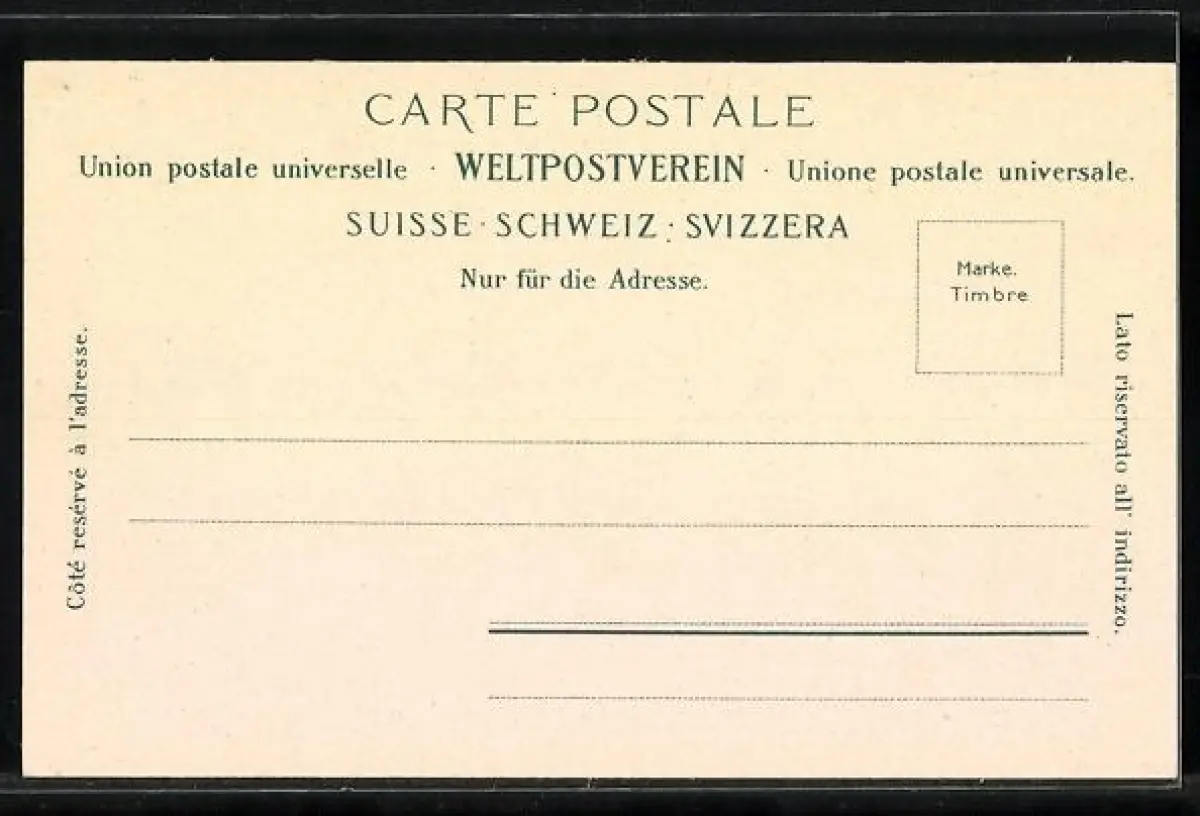 CARTE POSTALE
Union postale universelle · WELTPOSTVEREIN · Unione postale universale.
SUISSE · SCHWEIZ · SVIZZERA
Nur für die Adresse.
Marke.
Timbre
Côté resérvé à l'adresse.
Lato riservato all' indirizzo.